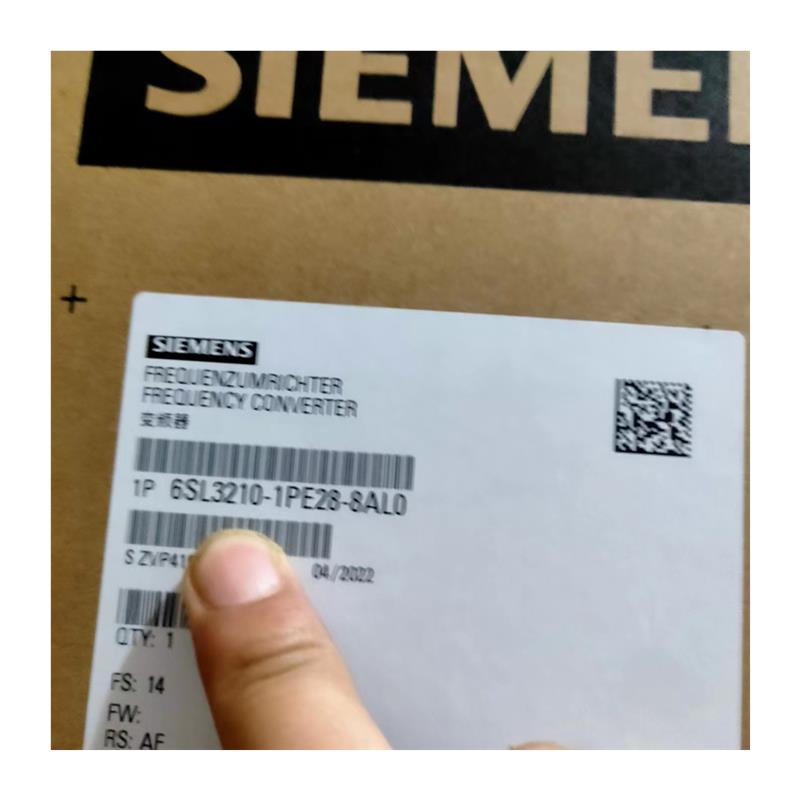 SIEME
SIEMENS
FREQUENZUMRICHTER
FREQUENCY CONVERTER
变频器
1P 6SL3210-1PE28-8AL0
S ZVP41
04/2022
QTY: 1
FS: 14
FW:
RS: AF